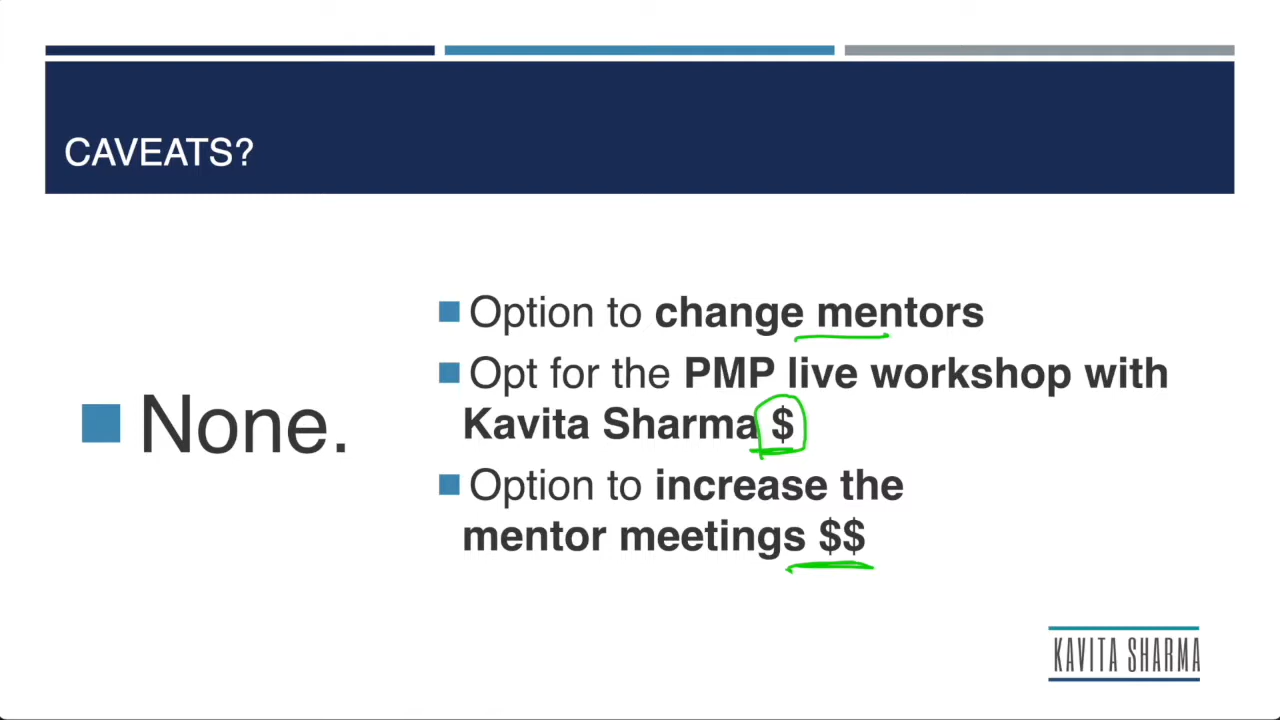 CAVEATS?
None.
Option to change mentors
Opt for the PMP live workshop with
Kavita Sharma $
Option to increase the
mentor meetings $$
KAVITA SHARMA